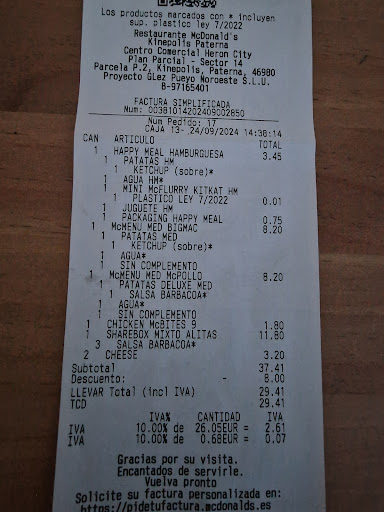 Los productos marcados con * incluyen
sup. plastico ley 7/2022
Restaurante McDonald's
Kinepolis Paterna
Centro Comercial Heron City
Plan Parcial - Sector 14
Parcela P.2, Kinepolis, Paterna, 46980
Proyecto GLez Pueyo Noroeste S.L.U.
B-97165401
FACTURA SIMPLIFICADA
Num: 00381014202409002850
Num Pedido: 17
CAJA 13- 24/09/2024 14:38:14
CAN ARTICULO TOTAL
1 HAPPY MEAL HAMBURGUESA 3.45
1 PATATAS HM
1 KETCHUP (sobre)*
1 AGUA HM*
1 MINI McFLURRY KITKAT HM
1 PLASTICO LEY 7/2022 0.01
1 JUGUETE HM
1 PACKAGING HAPPY MEAL 0.75
1 McMENU MED BIGMAC 8.20
1 PATATAS MED
1 KETCHUP (sobre)*
1 AGUA*
1 SIN COMPLEMENTO
1 McMENU MED McPOLLO 8.20
1 PATATAS DELUXE MED
1 SALSA BARBACOA*
1 AGUA*
1 SIN COMPLEMENTO
1 CHICKEN McBITES 9 1.80
1 SHAREBOX MIXTO ALITAS 11.80
3 SALSA BARBACOA*
2 CHEESE 3.20
Subtotal 37.41
Descuento: - 8.00
LLEVAR Total (incl IVA) 29.41
TCD 29.41
IVA% CANTIDAD IVA
IVA 10.00% de 26.05EUR = 2.61
IVA 10.00% de 0.68EUR = 0.07
Gracias por su visita.
Encantados de servirle.
Vuelva pronto
Solicite su factura personalizada en:
https://pidetufactura.mcdonalds.es